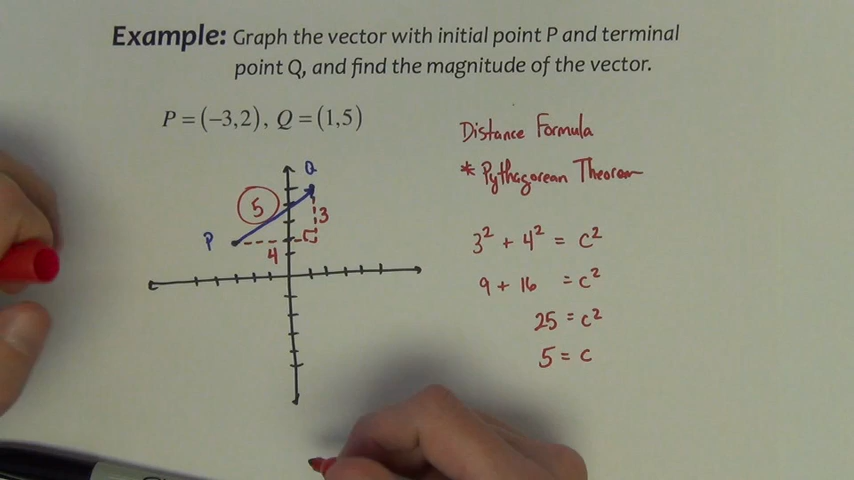 Example: Graph the vector with initial point P and terminal
point Q, and find the magnitude of the vector.
P = (−3,2), Q = (1,5)
Distance Formula
* Pythagorean Theorem
Q
5
3
P
4
3² + 4² = c²
9 + 16 = c²
25 = c²
5 = c